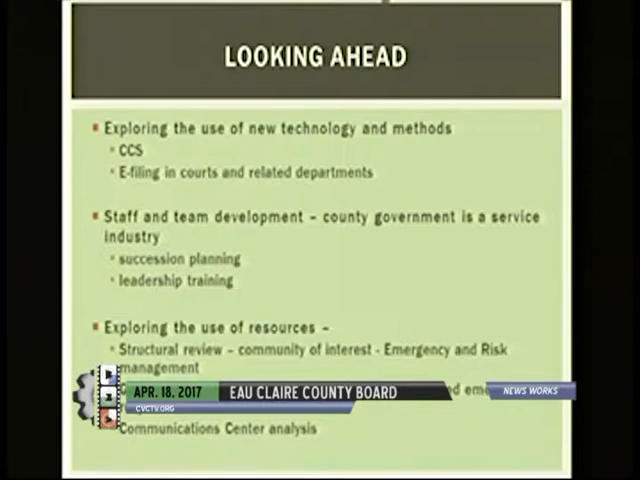 LOOKING AHEAD
Exploring the use of new technology and methods
CCS
E-filing in courts and related departments
Staff and team development – county government is a service
industry
succession planning
leadership training
Exploring the use of resources –
Structural review – community of interest - Emergency and Risk
management
APR. 18, 2017 EAU CLAIRE COUNTY BOARD NEWS WORKS
CVCTV.ORG
Communications Center analysis